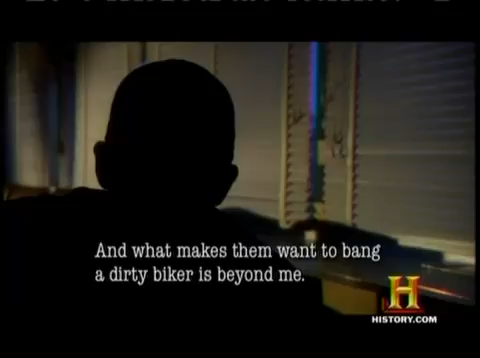 And what makes them want to bang
a dirty biker is beyond me.
H
HISTORY.COM